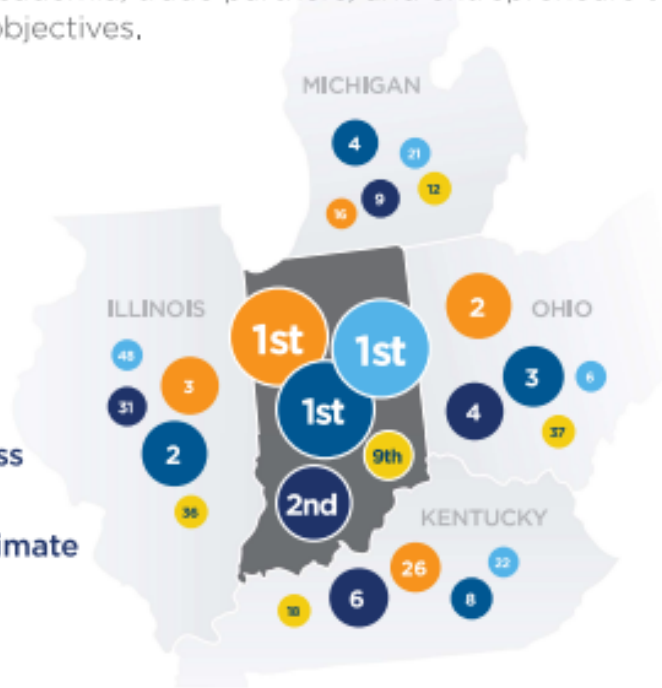 objectives.
MICHIGAN
4
21
9
12
16
ILLINOIS
1st
1st
2
OHIO
48
3
31
1st
3
6
4
2
9th
37
ss
36
2nd
KENTUCKY
imate
26
22
18
6
8